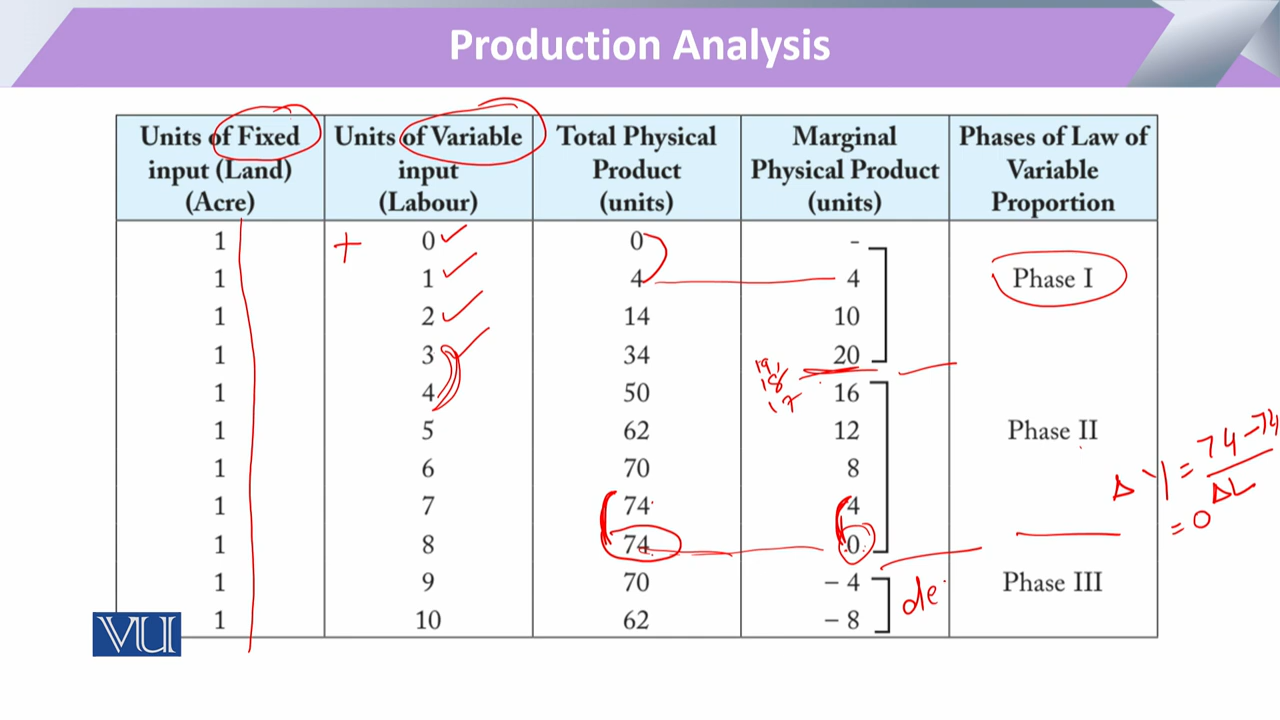 Production Analysis
Units of Fixed input (Land) (Acre) Units of Variable input (Labour) Total Physical Product (units) Marginal Physical Product (units) Phases of Law of Variable Proportion
1 + 0 0 -
1 1 4 4 Phase I
1 2 14 10
1 3 34 20
19,
18
17
1 4 50 16
1 5 62 12 Phase II
1 6 70 8
1 7 74 4
1 8 74 0
1 9 70 – 4 Phase III
1 10 62 – 8
de
Δ Y = 74 - 74
ΔL
= 0
VU